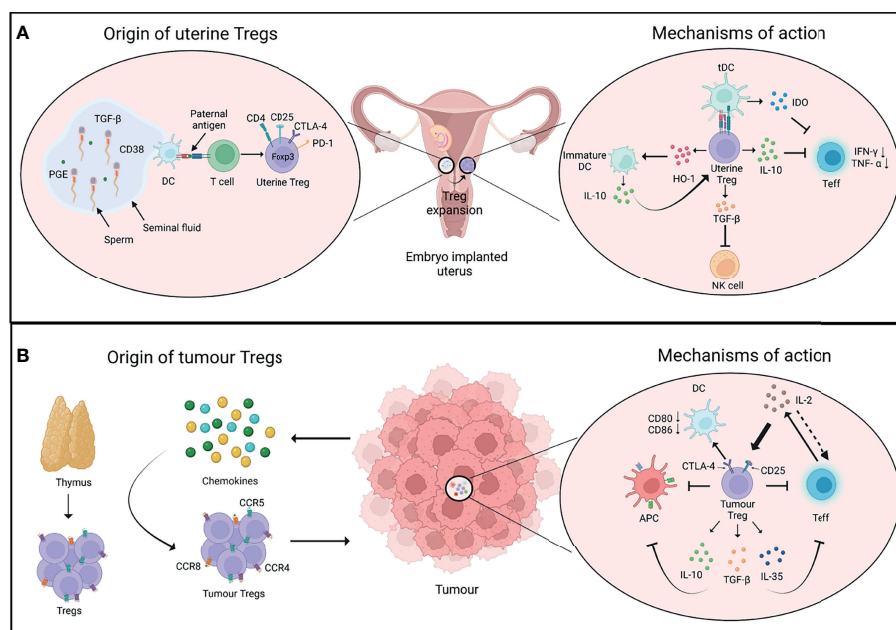 A
Origin of uterine Tregs
TGF-β
CD38
PGE
Paternal
antigen
DC
T cell
CD4
CD25
CTLA-4
PD-1
Foxp3
Uterine Treg
Seminal fluid
Sperm
Treg
expansion
Embryo implanted
uterus
Mechanisms of action
tDC
IDO
Immature
DC
HO-1
Uterine
Treg
IL-10
IL-10
IFN-γ↓
TNF- α↓
Teff
TGF-β
NK cell
B
Origin of tumour Tregs
Thymus
Tregs
Chemokines
CCR5
CCR8
CCR4
Tumour Tregs
Tumour
Mechanisms of action
DC
CD80↓
CD86↓
IL-2
CTLA-4
CD25
APC
Tumour
Treg
Teff
IL-10
TGF-β
IL-35